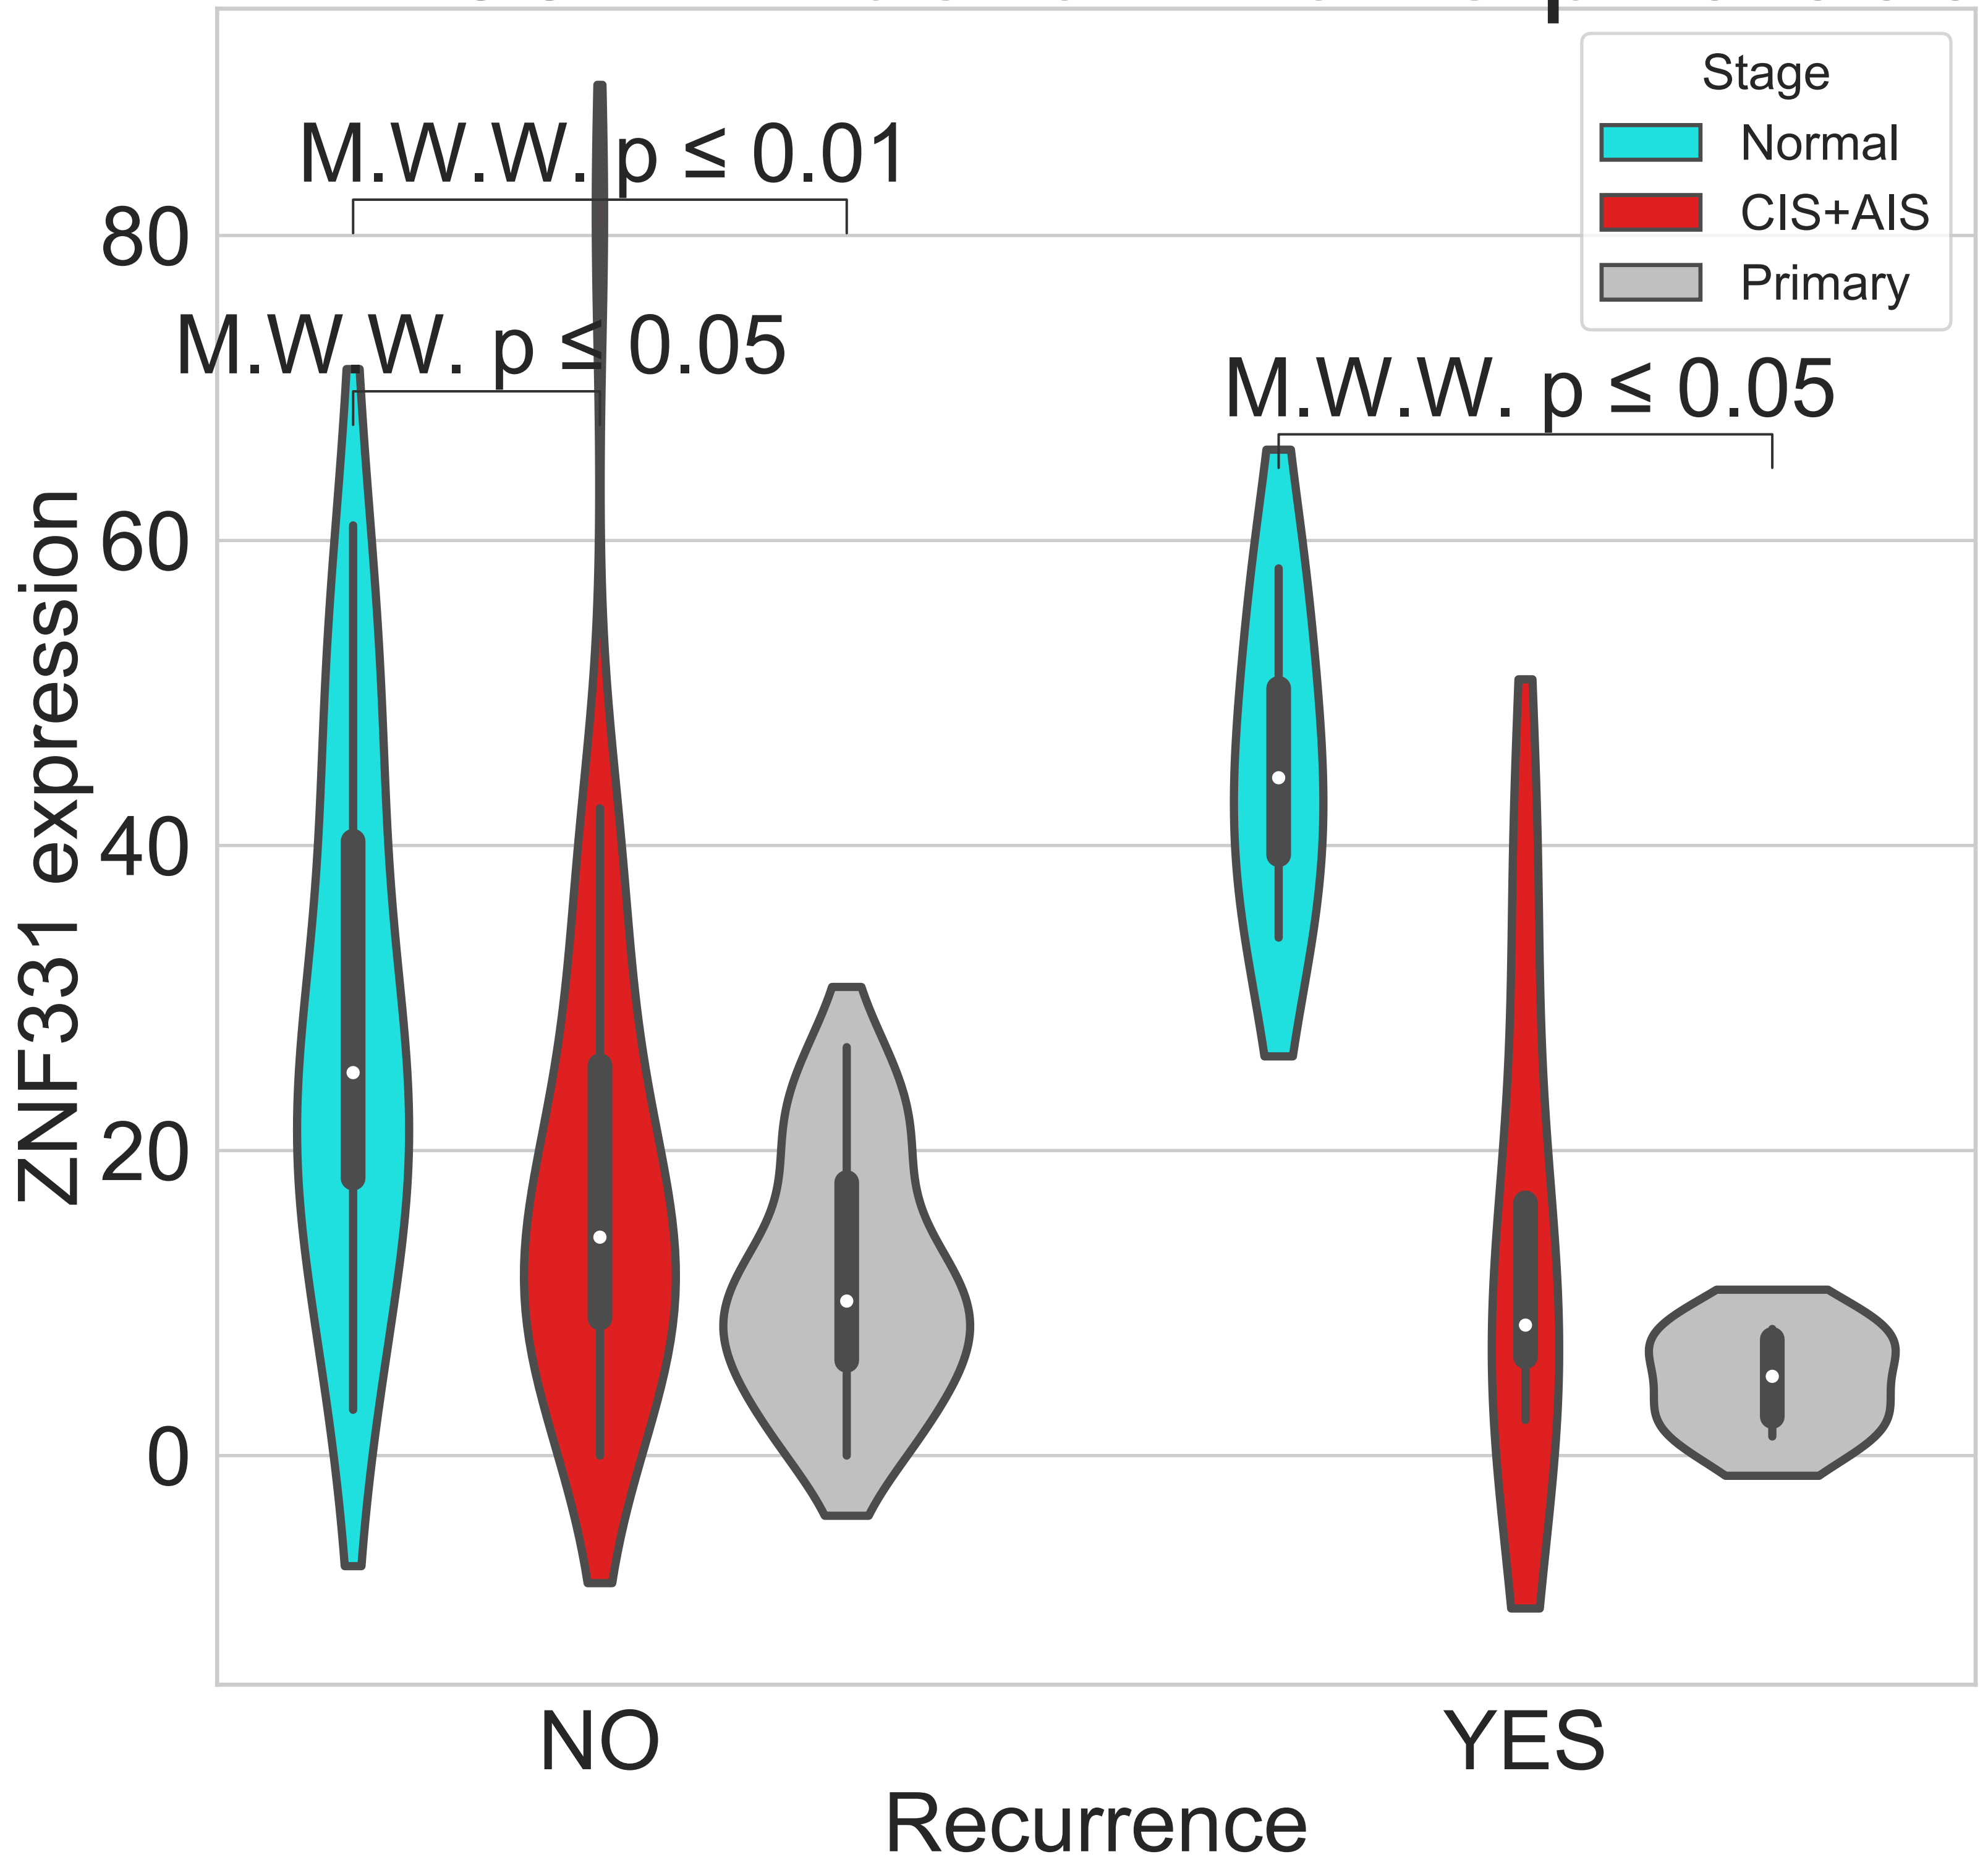 Stage
Normal
CIS+AIS
Primary
M.W.W. p ≤ 0.01
M.W.W. p ≤ 0.05
M.W.W. p ≤ 0.05
80
60
40
20
0
ZNF331 expression
NO
YES
Recurrence